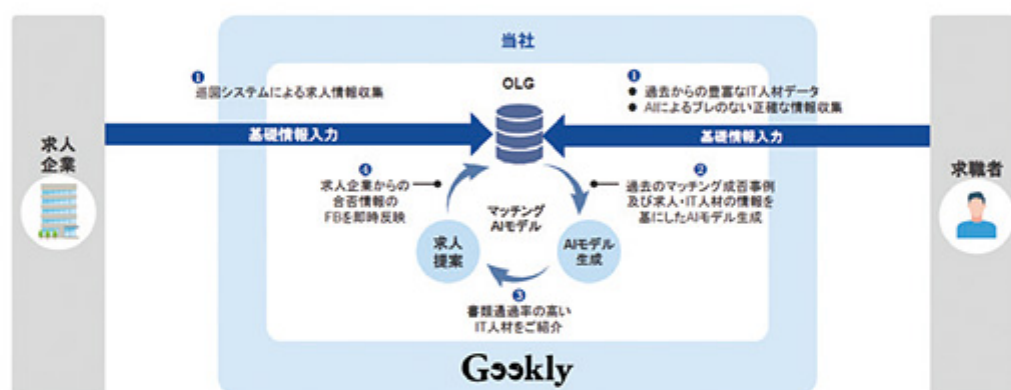 当社
❶
巡回システムによる求人情報収集
OLG
❶
● 過去からの豊富なIT人材データ
● AIによるブレのない正確な情報収集
基礎情報入力
基礎情報入力
求人
企業
求職者
❹
求人企業からの
合否情報の
FBを即時反映
❷
過去のマッチング成否事例
及び求人・IT人材の情報を
基にしたAIモデル生成
マッチング
AIモデル
求人
提案
AIモデル
生成
❸
書類通過率の高い
IT人材をご紹介
Geekly